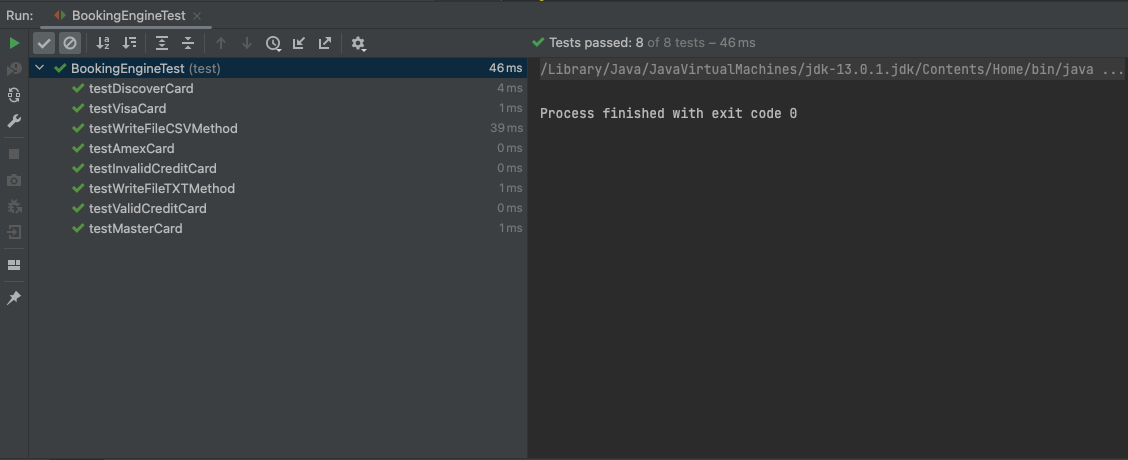 Run: BookingEngineTest
Tests passed: 8 of 8 tests – 46 ms
BookingEngineTest (test) 46 ms
testDiscoverCard 4 ms
testVisaCard 1 ms
testWriteFileCSVMethod 39 ms
testAmexCard 0 ms
testInvalidCreditCard 0 ms
testWriteFileTXTMethod 1 ms
testValidCreditCard 0 ms
testMasterCard 1 ms
/Library/Java/JavaVirtualMachines/jdk-13.0.1.jdk/Contents/Home/bin/java ...
Process finished with exit code 0